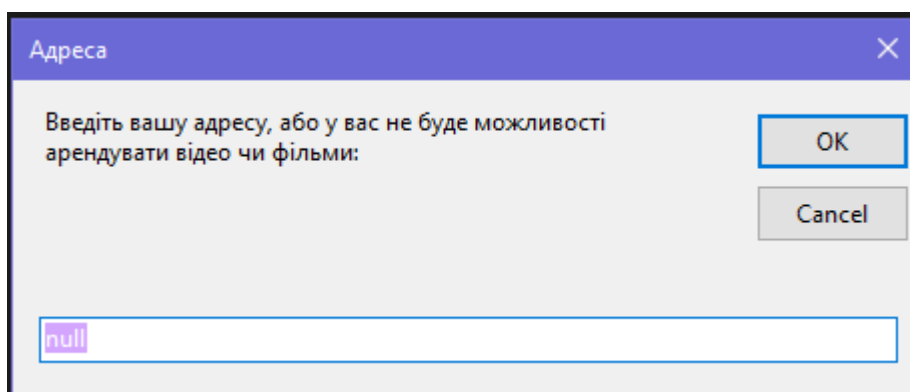 Адреса
Введіть вашу адресу, або у вас не буде можливості
арендувати відео чи фільми:
OK
Cancel
null